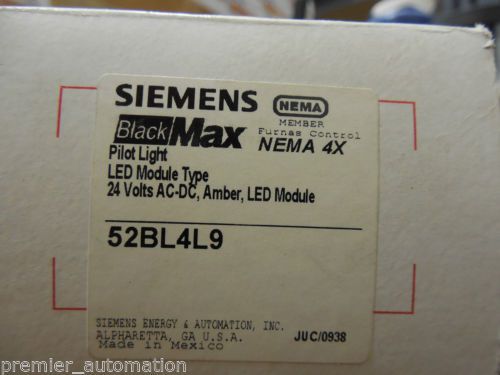 SIEMENS
NEMA
MEMBER
BlackMax
Furnas Control
NEMA 4X
Pilot Light
LED Module Type
24 Volts AC-DC, Amber, LED Module
52BL4L9
SIEMENS ENERGY & AUTOMATION, INC.
ALPHARETTA, GA U.S.A.
Made in Mexico
JUC/0938
premier_automation